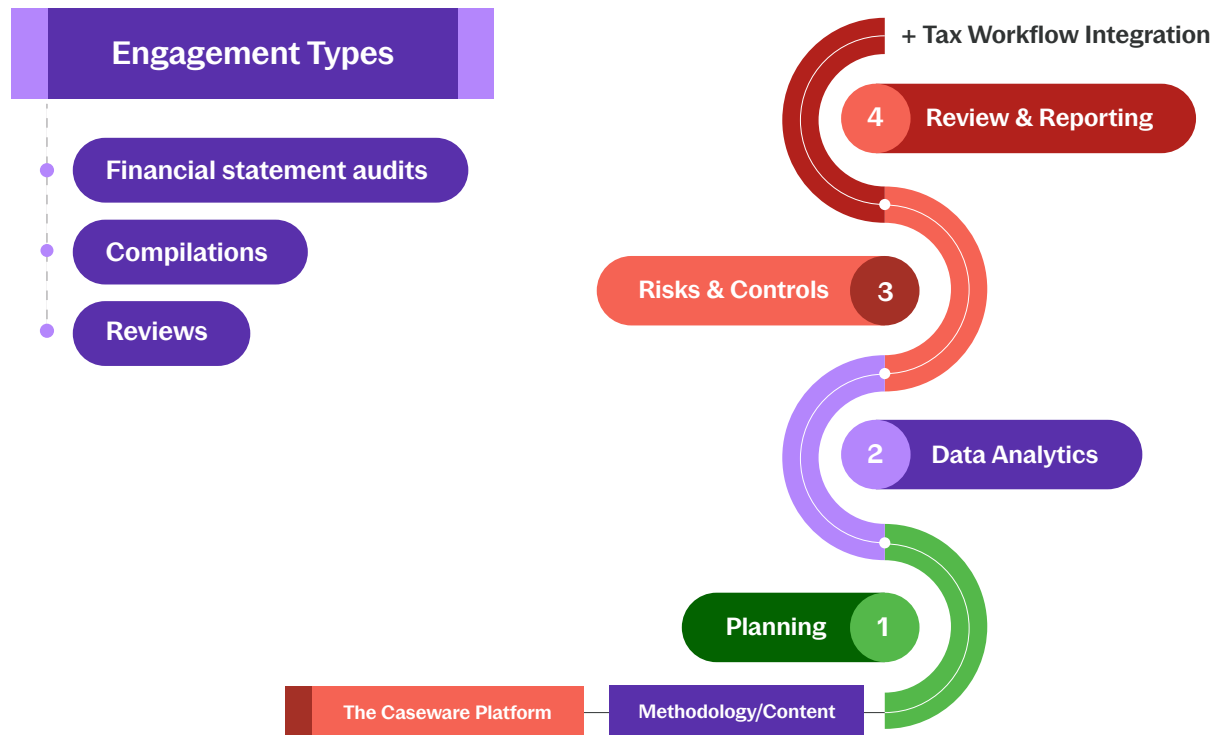 Engagement Types
Financial statement audits
Compilations
Reviews
+ Tax Workflow Integration
4 Review & Reporting
Risks & Controls 3
2 Data Analytics
Planning 1
The Caseware Platform
Methodology/Content